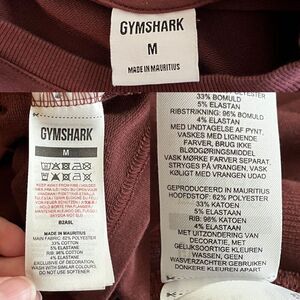 GYMSHARK
M
MADE IN MAURITIUS
GYMSHARK
M
KEEP AWAY FROM FIRE
B2A9L
MADE IN MAURITIUS
MAIN FABRIC: 62% POLYESTER
33% COTTON
5% ELASTANE
RIB: 96% COTTON
4% ELASTANE
EXCLUSIVE OF DECORATION.
WASH WITH SIMILAR COLOURS.
DO NOT USE SOFTENER
POLYESTER
33% BOMULD
5% ELASTAN
RIBSTRIKNING: 96% BOMULD
4% ELASTAN
MED UNDTAGELSE AF PYNT.
VASKES MED LIGNENDE
FARVER, BRUG IKKE
BLØDGØRINGSMIDDEL
VASK MØRKE FARVER SEPARAT
STRYGES, VASK
KØLIGT MED VRANGEN UDAD
GEPRODUCEERD IN MAURITIUS
HOOFDSTOF: 62% POLYESTER
33% KATOEN
5% ELASTAAN
RIB: 96% KATOEN
4% ELASTAAN
MET UITZONDERING VAN
DECORATIE, MET
GELIJKSOORTIGE KLEUREN
WASSEN, GEEN
WASVERZACHTER GEBRUIKEN
DONKERE KLEUREN APART